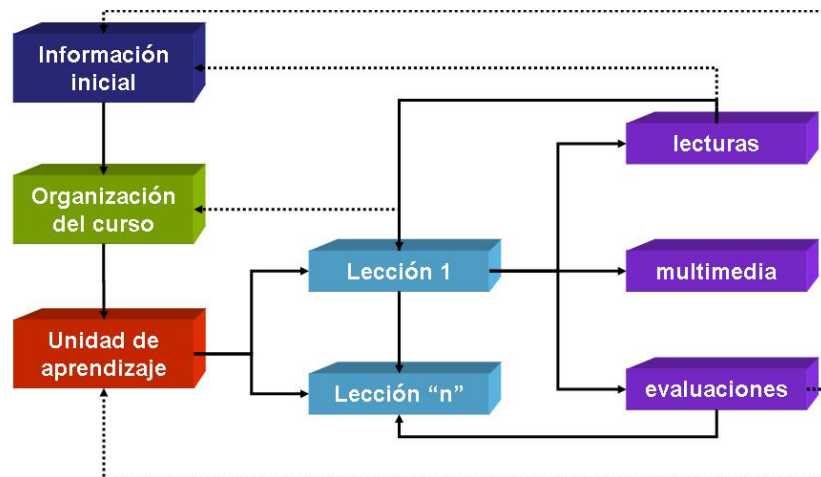 Información
inicial
lecturas
Organización
del curso
Lección 1
multimedia
Unidad de
aprendizaje
Lección “n”
evaluaciones